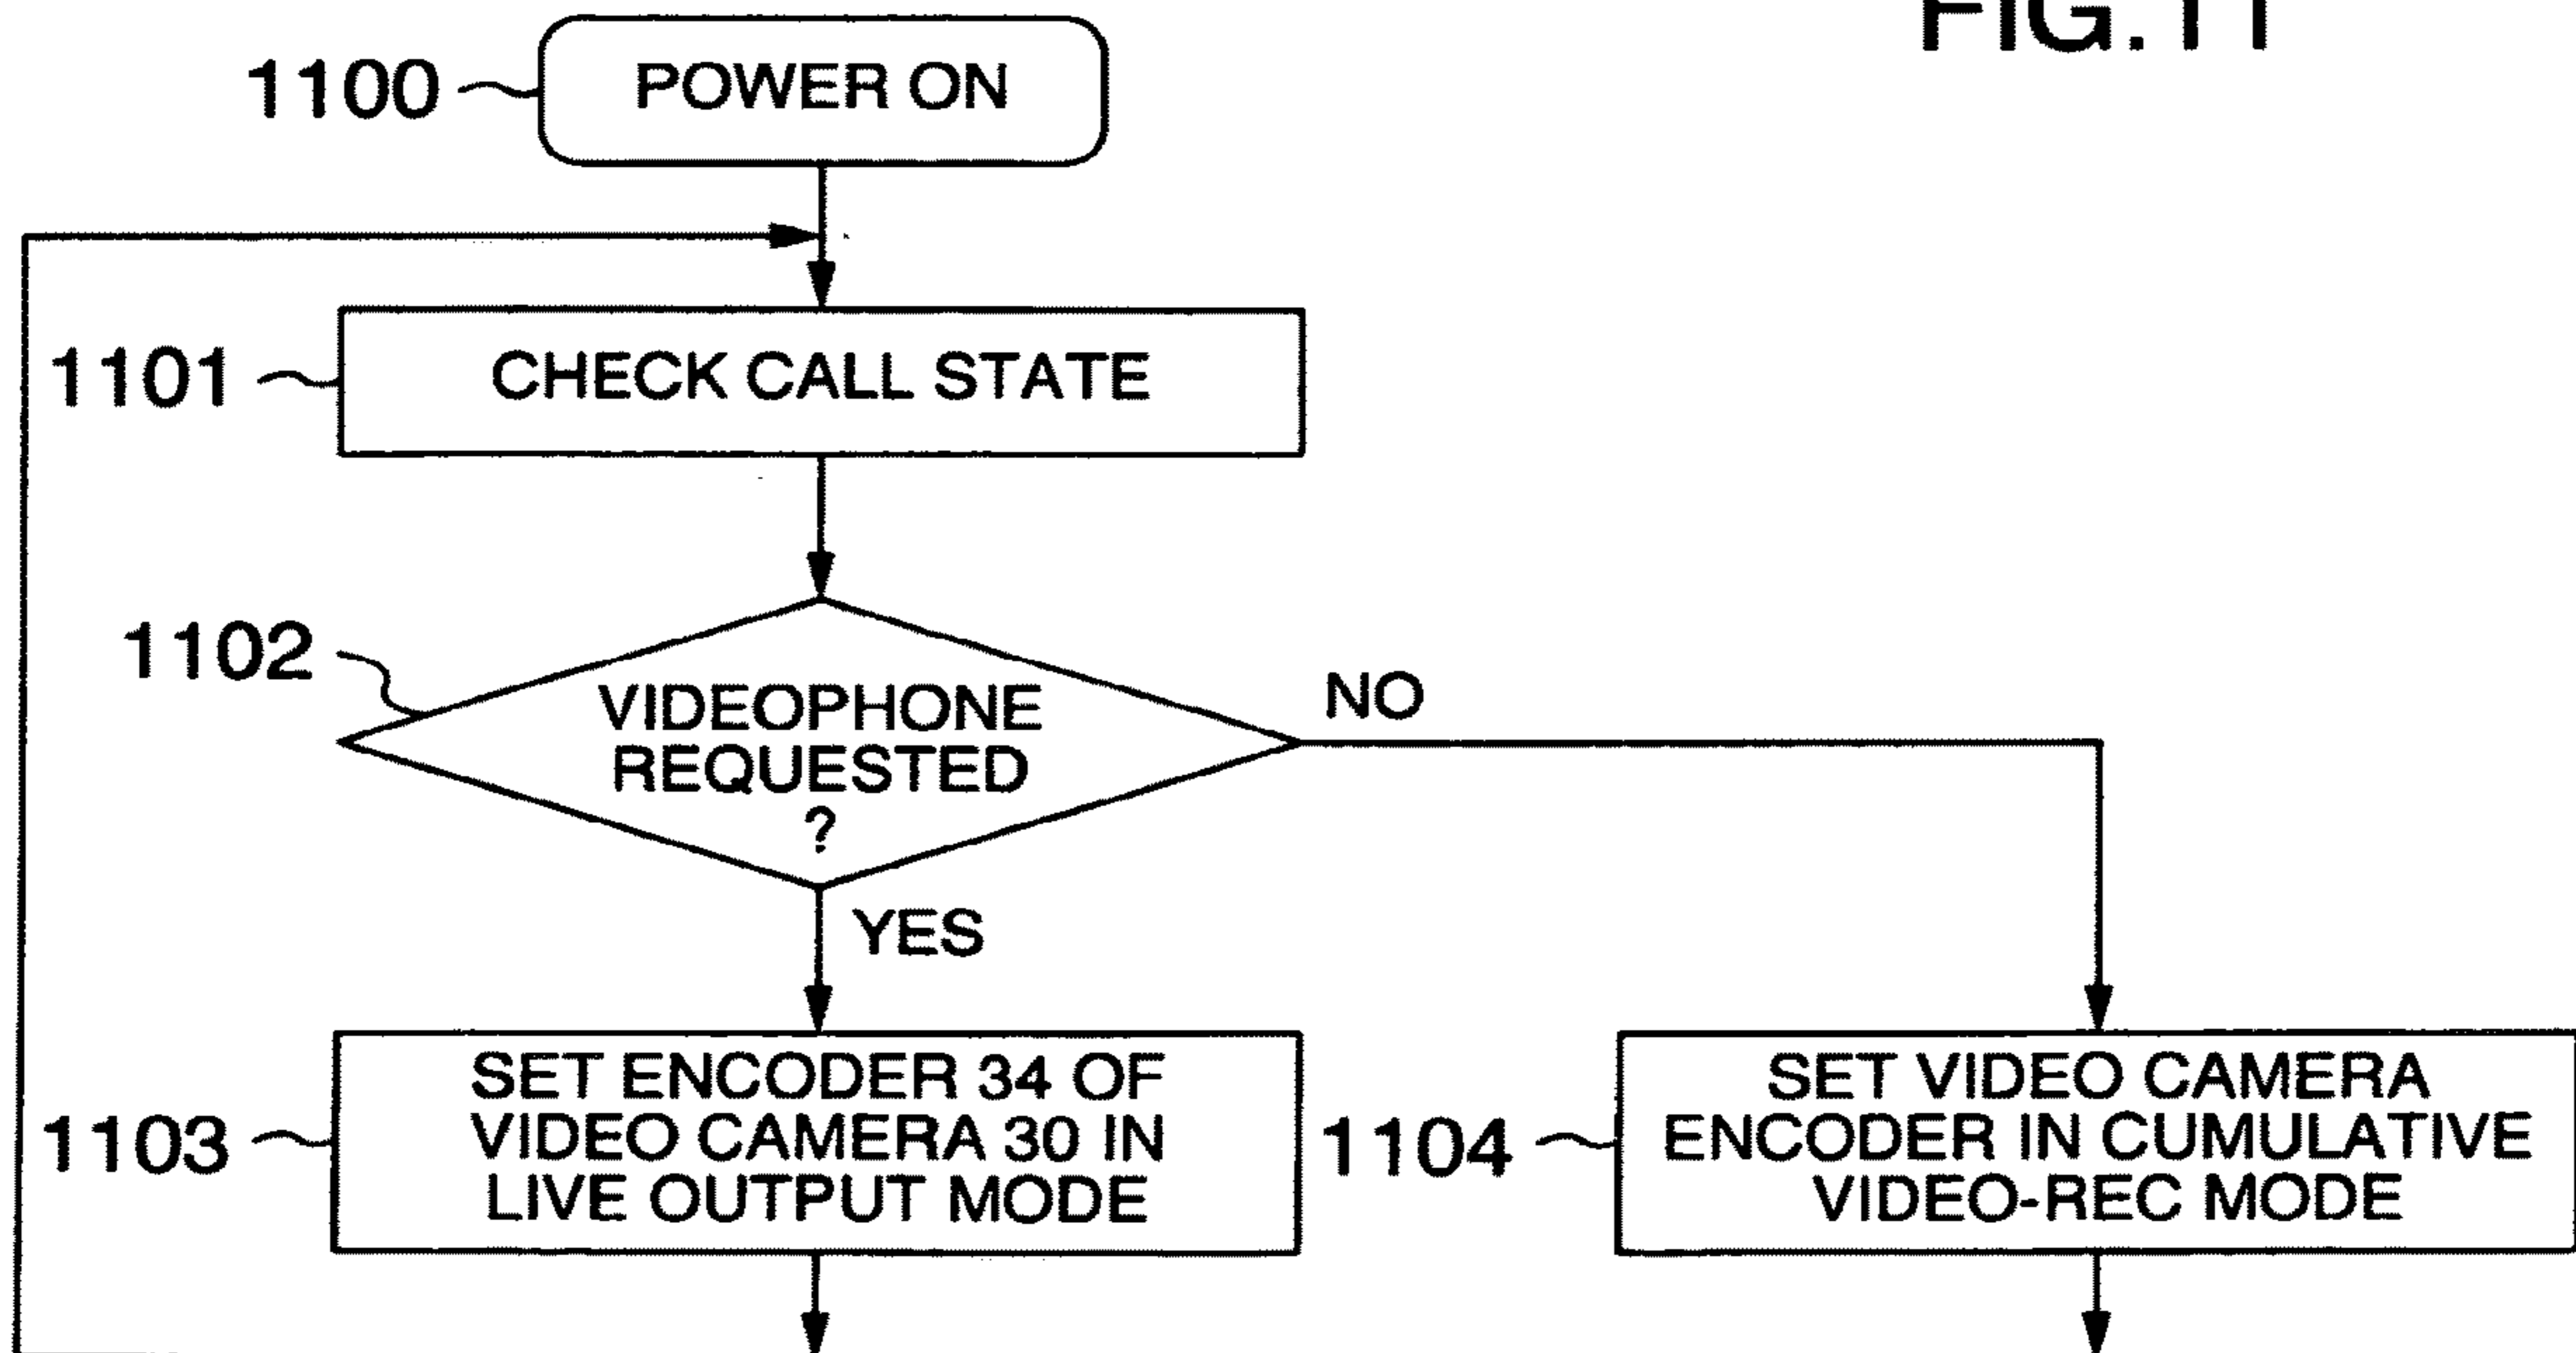 FIG.11
1100
POWER ON
1101
CHECK CALL STATE
1102
VIDEOPHONE
REQUESTED
?
NO
YES
1103
SET ENCODER 34 OF
VIDEO CAMERA 30 IN
LIVE OUTPUT MODE
1104
SET VIDEO CAMERA
ENCODER IN CUMULATIVE
VIDEO-REC MODE